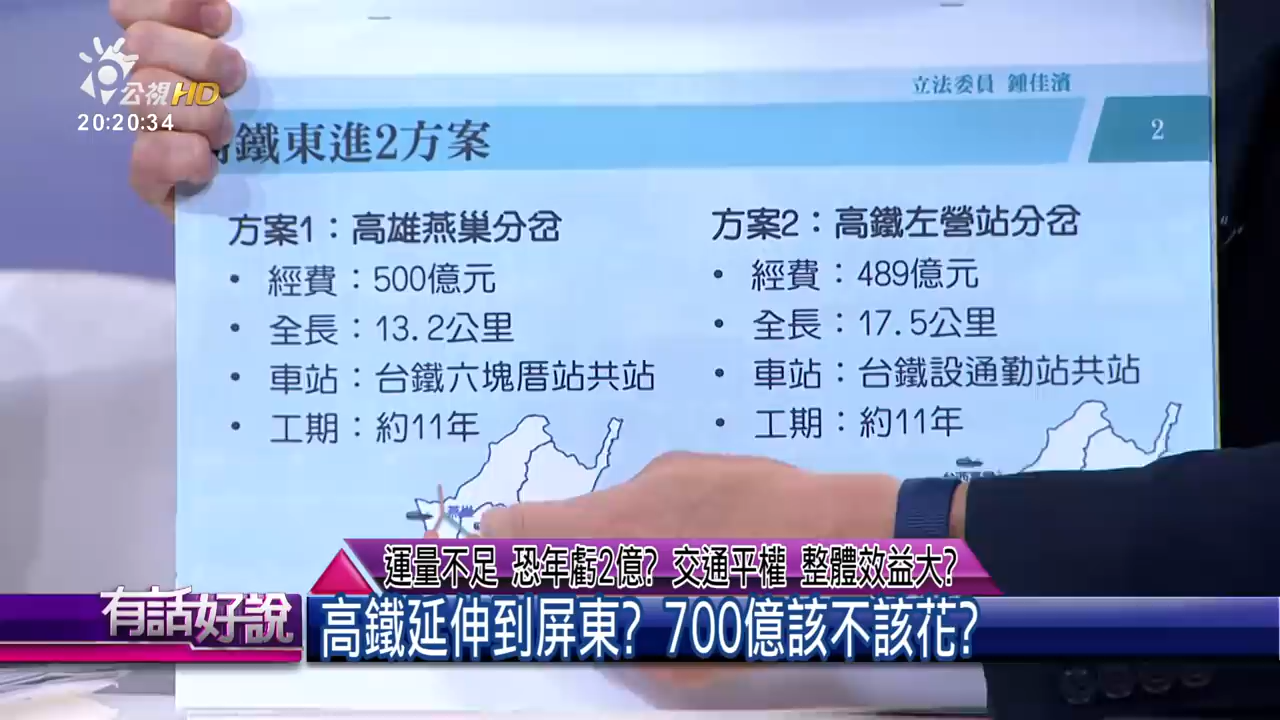 公視HD
20:20:34
立法委員 鍾佳濱
鐵東進2方案
2
方案1：高雄燕巢分岔
• 經費：500億元
• 全長：13.2公里
• 車站：台鐵六塊厝站共站
• 工期：約11年
燕巢
方案2：高鐵左營站分岔
• 經費：489億元
• 全長：17.5公里
• 車站：台鐵設通勤站共站
• 工期：約11年
運量不足 恐年虧2億? 交通平權 整體效益大?
有話好說
高鐵延伸到屏東? 700億該不該花?